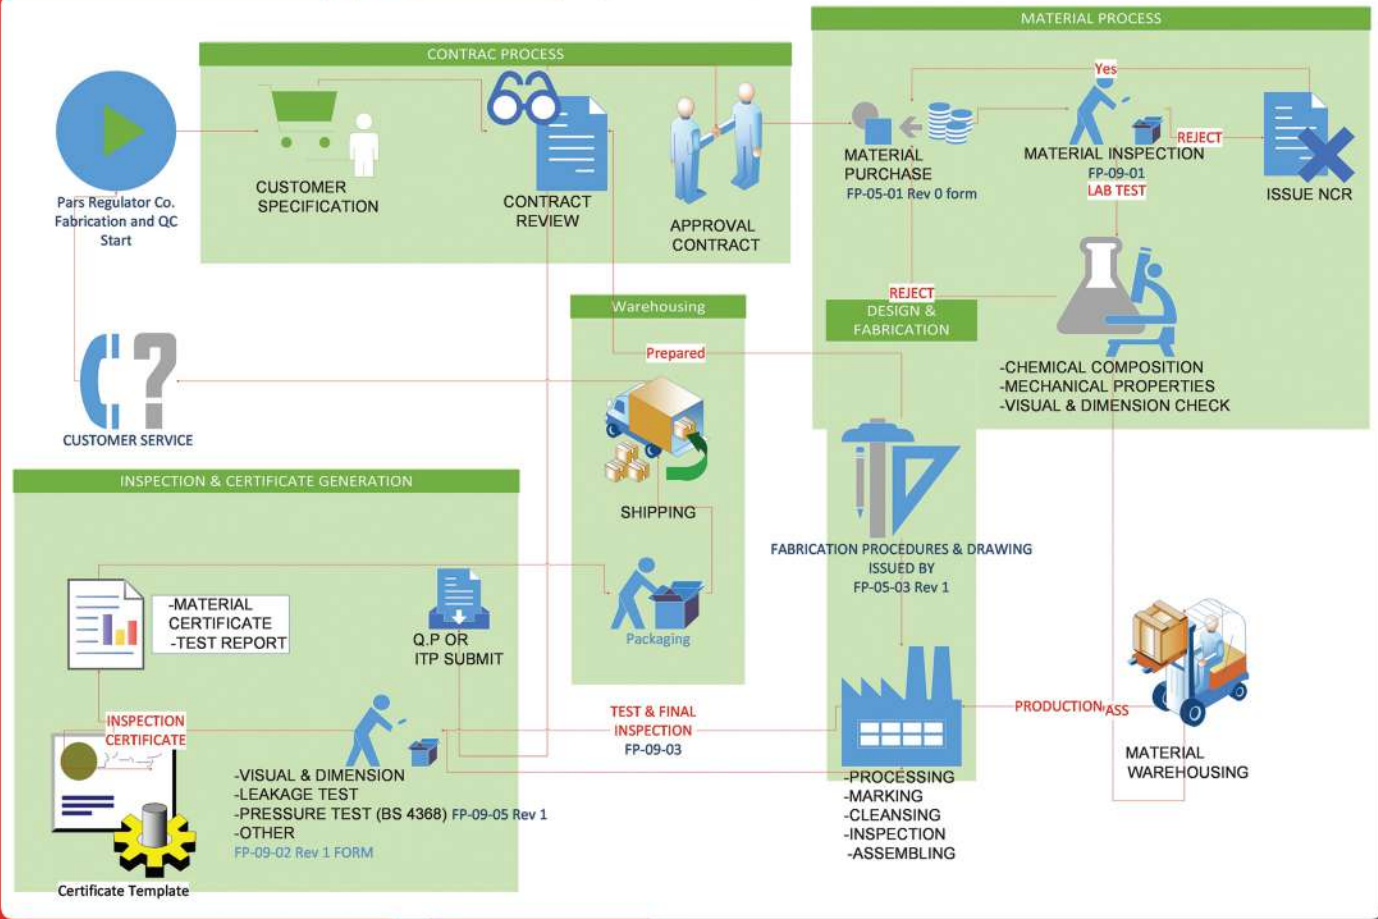 MATERIAL PROCESS
CONTRAC PROCESS
Yes
REJECT
MATERIAL
PURCHASE
FP-05-01 Rev 0 form
MATERIAL INSPECTION
FP-09-01
LAB TEST
ISSUE NCR
Pars Regulator Co.
Fabrication and QC
Start
CUSTOMER
SPECIFICATION
CONTRACT
REVIEW
APPROVAL
CONTRACT
REJECT
DESIGN &
FABRICATION
Warehousing
Prepared
-CHEMICAL COMPOSITION
-MECHANICAL PROPERTIES
-VISUAL & DIMENSION CHECK
CUSTOMER SERVICE
INSPECTION & CERTIFICATE GENERATION
SHIPPING
FABRICATION PROCEDURES & DRAWING
ISSUED BY
FP-05-03 Rev 1
-MATERIAL
CERTIFICATE
-TEST REPORT
Q.P OR
ITP SUBMIT
Packaging
INSPECTION
CERTIFICATE
TEST & FINAL
INSPECTION
FP-09-03
PRODUCTION
ASS
MATERIAL
WAREHOUSING
-VISUAL & DIMENSION
-LEAKAGE TEST
-PRESSURE TEST (BS 4368) FP-09-05 Rev 1
-OTHER
FP-09-02 Rev 1 FORM
-PROCESSING
-MARKING
-CLEANSING
-INSPECTION
-ASSEMBLING
Certificate Template